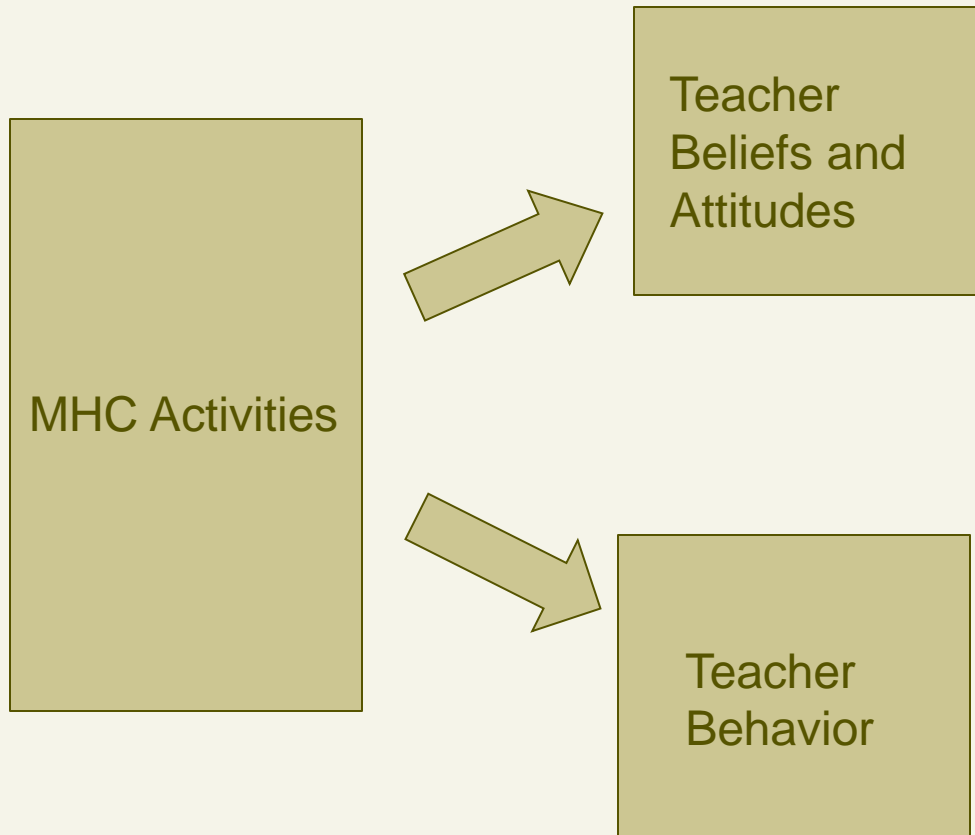 MHC Activities
Teacher
Beliefs and
Attitudes
Teacher
Behavior